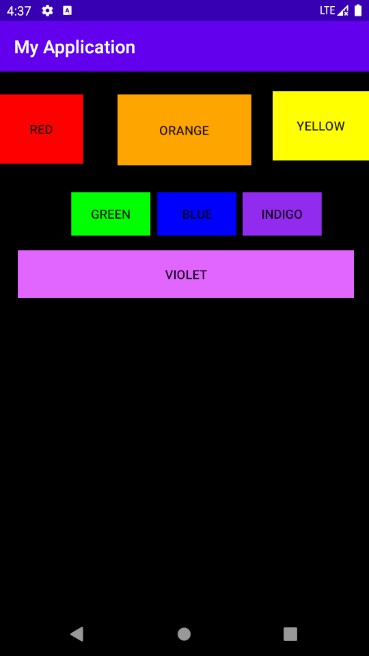 4:37 A LTE
My Application
RED ORANGE YELLOW
GREEN BLUE INDIGO
VIOLET